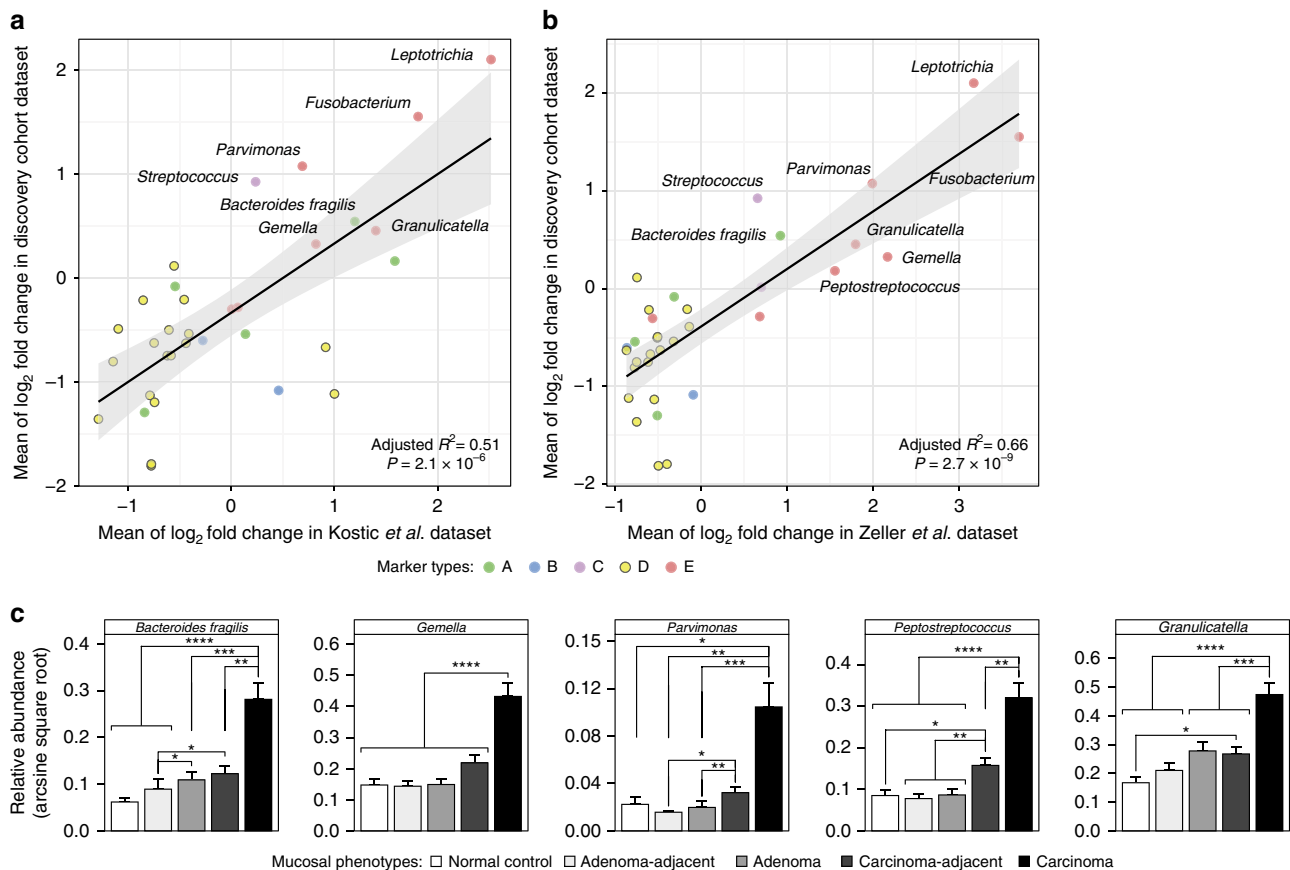 a
Mean of log2 fold change in discovery cohort dataset
2
1
0
−1
−2
Leptotrichia
Fusobacterium
Parvimonas
Streptococcus
Bacteroides fragilis
Gemella
Granulicatella
Adjusted R2= 0.51
P = 2.1 × 10−6
−1
0
1
2
Mean of log2 fold change in Kostic et al. dataset
b
Mean of log2 fold change in discovery cohort dataset
2
1
0
−1
−2
Leptotrichia
Parvimonas
Fusobacterium
Streptococcus
Granulicatella
Bacteroides fragilis
Gemella
Peptostreptococcus
Adjusted R2= 0.66
P = 2.7 × 10−9
−1
0
1
2
3
Mean of log2 fold change in Zeller et al. dataset
Marker types: A B C D E
c
Relative abundance
(arcsine square root)
Bacteroides fragilis
0.4
0.3
0.2
0.1
0.0
****
***
**
*
*
Gemella
0.6
0.5
0.4
0.3
0.2
0.1
0.0
****
Parvimonas
0.15
0.12
0.08
0.04
0.00
*
**
***
*
**
Peptostreptococcus
0.4
0.3
0.2
0.1
0.0
****
**
*
**
Granulicatella
0.6
0.5
0.4
0.3
0.2
0.1
0.0
****
***
*
Mucosal phenotypes: Normal control Adenoma-adjacent Adenoma Carcinoma-adjacent Carcinoma